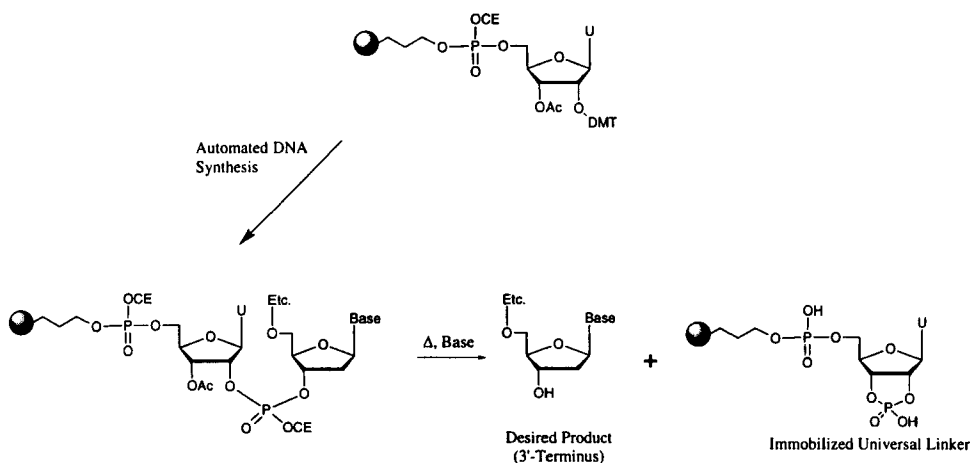 OCE
U
O-P-O
O
O
OAc
O
DMT
Automated DNA
Synthesis
OCE
U
Etc.
Base
O-P-O
O
O
O
O
OAc
O
O
O
P
OCE
Δ, Base
Etc.
Base
O
O
OH
+
OH
U
O-P-O
O
O
O
O
P
O
OH
Desired Product
(3'-Terminus)
Immobilized Universal Linker